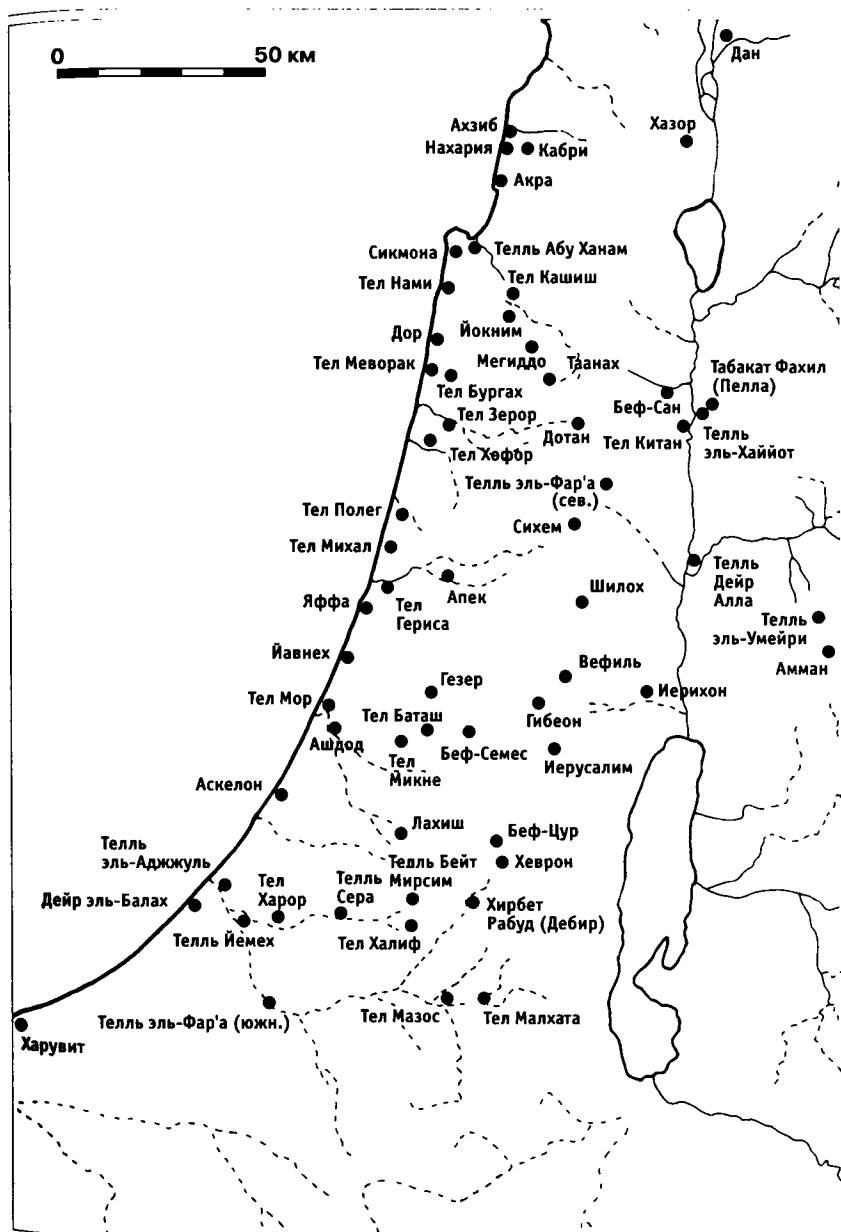 0
50 км
Дан
Ахзиб
Хазор
Нахария
Кабри
Акра
Сикмона
Телль Абу Ханам
Тел Нами
Тел Кашиш
Йокним
Дор
Мегиддо
Таанах
Тел Меворак
Табакат Фахил
(Пелла)
Тел Бургах
Беф-Сан
Тел Зерор
Дотан
Тел Китан
Телль
эль-Хаййот
Тел Хефор
Телль эль-Фар'а
(сев.)
Тел Полег
Сихем
Тел Михал
Телль
Дейр
Алла
Апек
Шилох
Яффа
Тел
Гериса
Телль
эль-Умейри
Йавнех
Амман
Вефиль
Гезер
Иерихон
Тел Мор
Гибеон
Тел Баташ
Ашдод
Беф-Семес
Тел
Микне
Иерусалим
Аскелон
Лахиш
Беф-Цур
Телль
эль-Аджжуль
Телль Бейт
Мирсим
Хеврон
Дейр эль-Балах
Тел
Харор
Телль
Сера
Хирбет
Рабуд (Дебир)
Телль Йемех
Тел Халиф
Телль эль-Фар'а (южн.)
Тел Мазос
Тел Малхата
Харувит